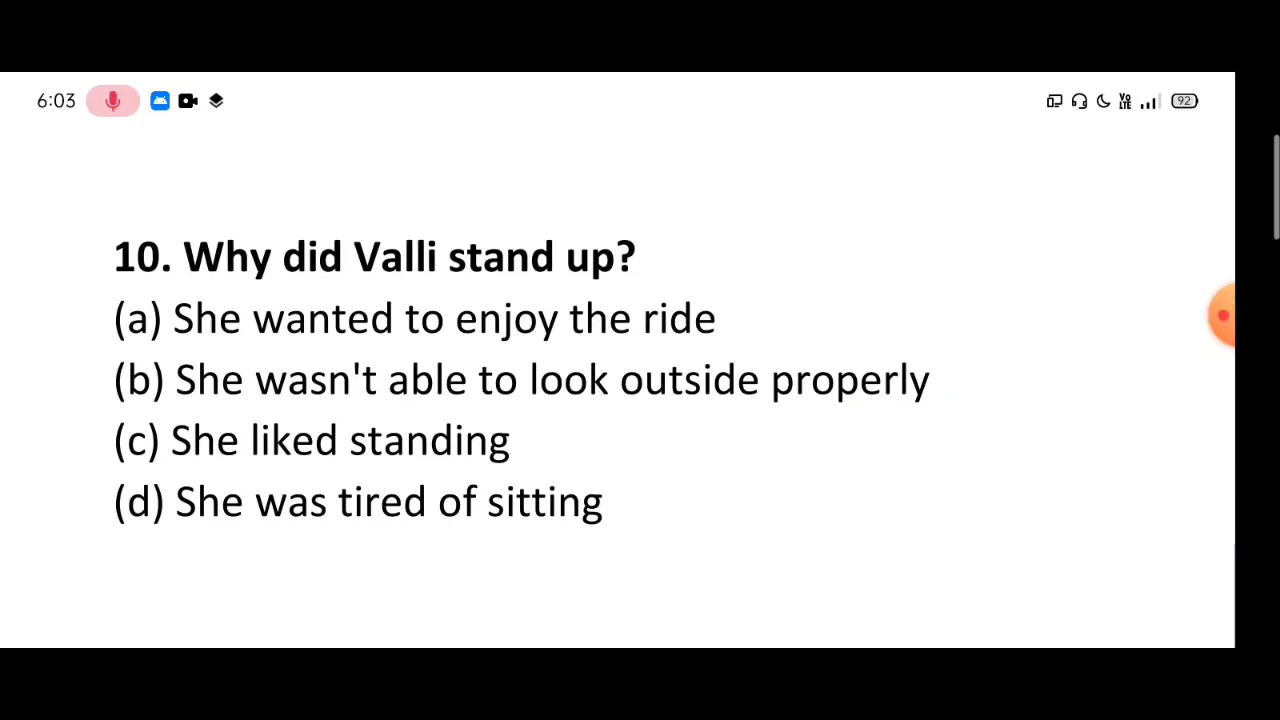 6:03 92
10. Why did Valli stand up?
(a) She wanted to enjoy the ride
(b) She wasn't able to look outside properly
(c) She liked standing
(d) She was tired of sitting